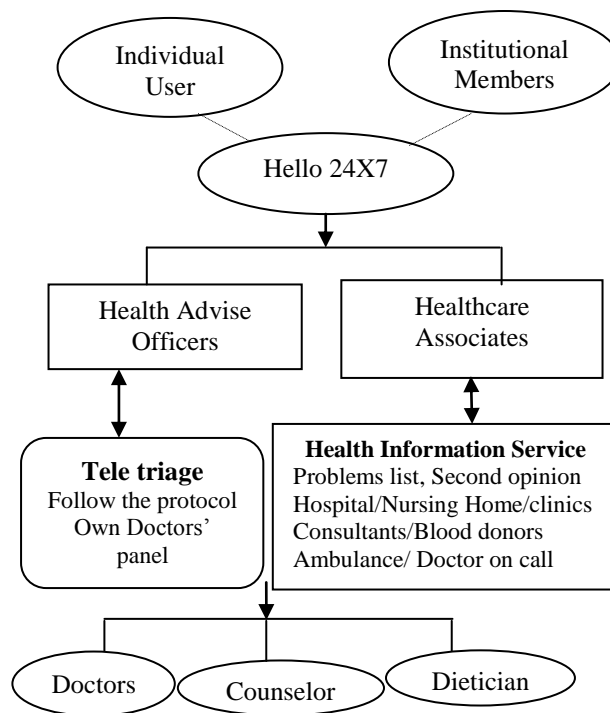 Individual
User
Institutional
Members
Hello 24X7
Health Advise
Officers
Healthcare
Associates
Tele triage
Follow the protocol
Own Doctors’
panel
Health Information Service
Problems list, Second opinion
Hospital/Nursing Home/clinics
Consultants/Blood donors
Ambulance/ Doctor on call
Doctors
Counselor
Dietician